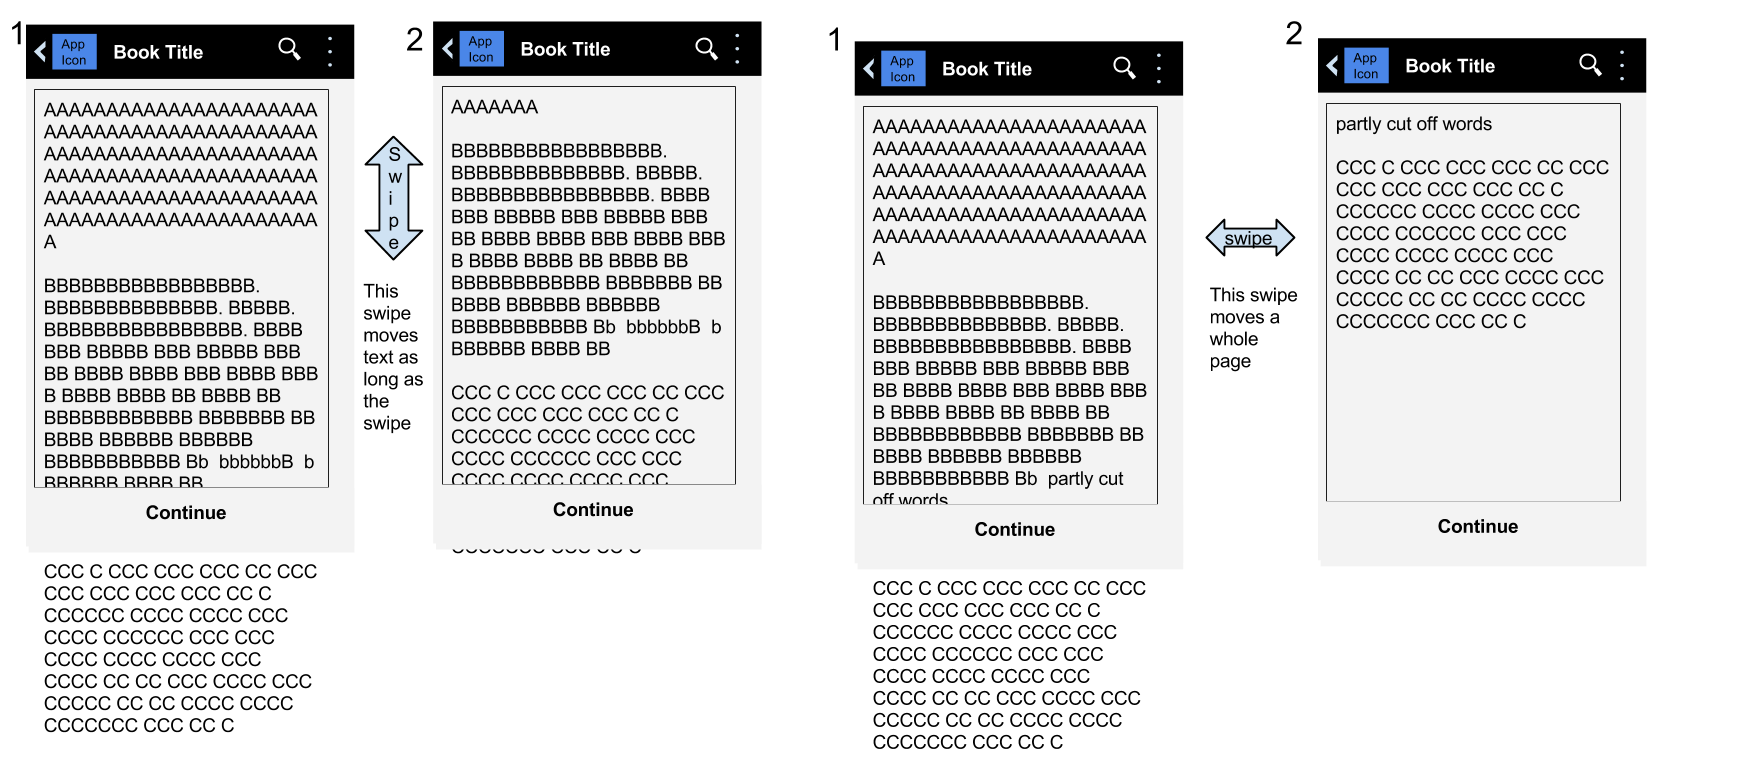 1
App
Icon
Book Title
AAAAAAAAAAAAAAAAAAAAAA
AAAAAAAAAAAAAAAAAAAAAA
AAAAAAAAAAAAAAAAAAAAAA
AAAAAAAAAAAAAAAAAAAAAA
AAAAAAAAAAAAAAAAAAAAAA
AAAAAAAAAAAAAAAAAAAAAA
A
BBBBBBBBBBBBBBBBB.
BBBBBBBBBBBBBB. BBBBB.
BBBBBBBBBBBBBBBB. BBBB
BBB BBBBB BBB BBBBB BBB
BB BBBB BBBB BBB BBBB BBB
B BBBB BBBB BB BBBB BB
BBBBBBBBBBBB BBBBBBB BB
BBBB BBBBBB BBBBBB
BBBBBBBBBBB Bb  bbbbbbB  b
BBBBBB BBBB BB
Continue
CCC C CCC CCC CCC CC CCC
CCC CCC CCC CCC CC C
CCCCCC CCCC CCCC CCC
CCCC CCCCCC CCC CCC
CCCC CCCC CCCC CCC
CCCC CC CC CCC CCCC CCC
CCCCC CC CC CCCC CCCC
CCCCCCC CCC CC C
Swipe
This
swipe
moves
text as
long as
the
swipe
2
App
Icon
Book Title
AAAAAAA
BBBBBBBBBBBBBBBBB.
BBBBBBBBBBBBBB. BBBBB.
BBBBBBBBBBBBBBBB. BBBB
BBB BBBBB BBB BBBBB BBB
BB BBBB BBBB BBB BBBB BBB
B BBBB BBBB BB BBBB BB
BBBBBBBBBBBB BBBBBBB BB
BBBB BBBBBB BBBBBB
BBBBBBBBBBB Bb  bbbbbbB  b
BBBBBB BBBB BB
CCC C CCC CCC CCC CC CCC
CCC CCC CCC CCC CC C
CCCCCC CCCC CCCC CCC
CCCC CCCCCC CCC CCC
CCCC CCCC CCCC CCC
Continue
CCCCCCC CCC CC C
1
App
Icon
Book Title
AAAAAAAAAAAAAAAAAAAAAA
AAAAAAAAAAAAAAAAAAAAAA
AAAAAAAAAAAAAAAAAAAAAA
AAAAAAAAAAAAAAAAAAAAAA
AAAAAAAAAAAAAAAAAAAAAA
AAAAAAAAAAAAAAAAAAAAAA
A
BBBBBBBBBBBBBBBBB.
BBBBBBBBBBBBBB. BBBBB.
BBBBBBBBBBBBBBBB. BBBB
BBB BBBBB BBB BBBBB BBB
BB BBBB BBBB BBB BBBB BBB
B BBBB BBBB BB BBBB BB
BBBBBBBBBBBB BBBBBBB BB
BBBB BBBBBB BBBBBB
BBBBBBBBBBB Bb  partly cut
off words
Continue
CCC C CCC CCC CCC CC CCC
CCC CCC CCC CCC CC C
CCCCCC CCCC CCCC CCC
CCCC CCCCCC CCC CCC
CCCC CCCC CCCC CCC
CCCC CC CC CCC CCCC CCC
CCCCC CC CC CCCC CCCC
CCCCCCC CCC CC C
swipe
This swipe
moves a
whole
page
2
App
Icon
Book Title
partly cut off words
CCC C CCC CCC CCC CC CCC
CCC CCC CCC CCC CC C
CCCCCC CCCC CCCC CCC
CCCC CCCCCC CCC CCC
CCCC CCCC CCCC CCC
CCCC CC CC CCC CCCC CCC
CCCCC CC CC CCCC CCCC
CCCCCCC CCC CC C
Continue